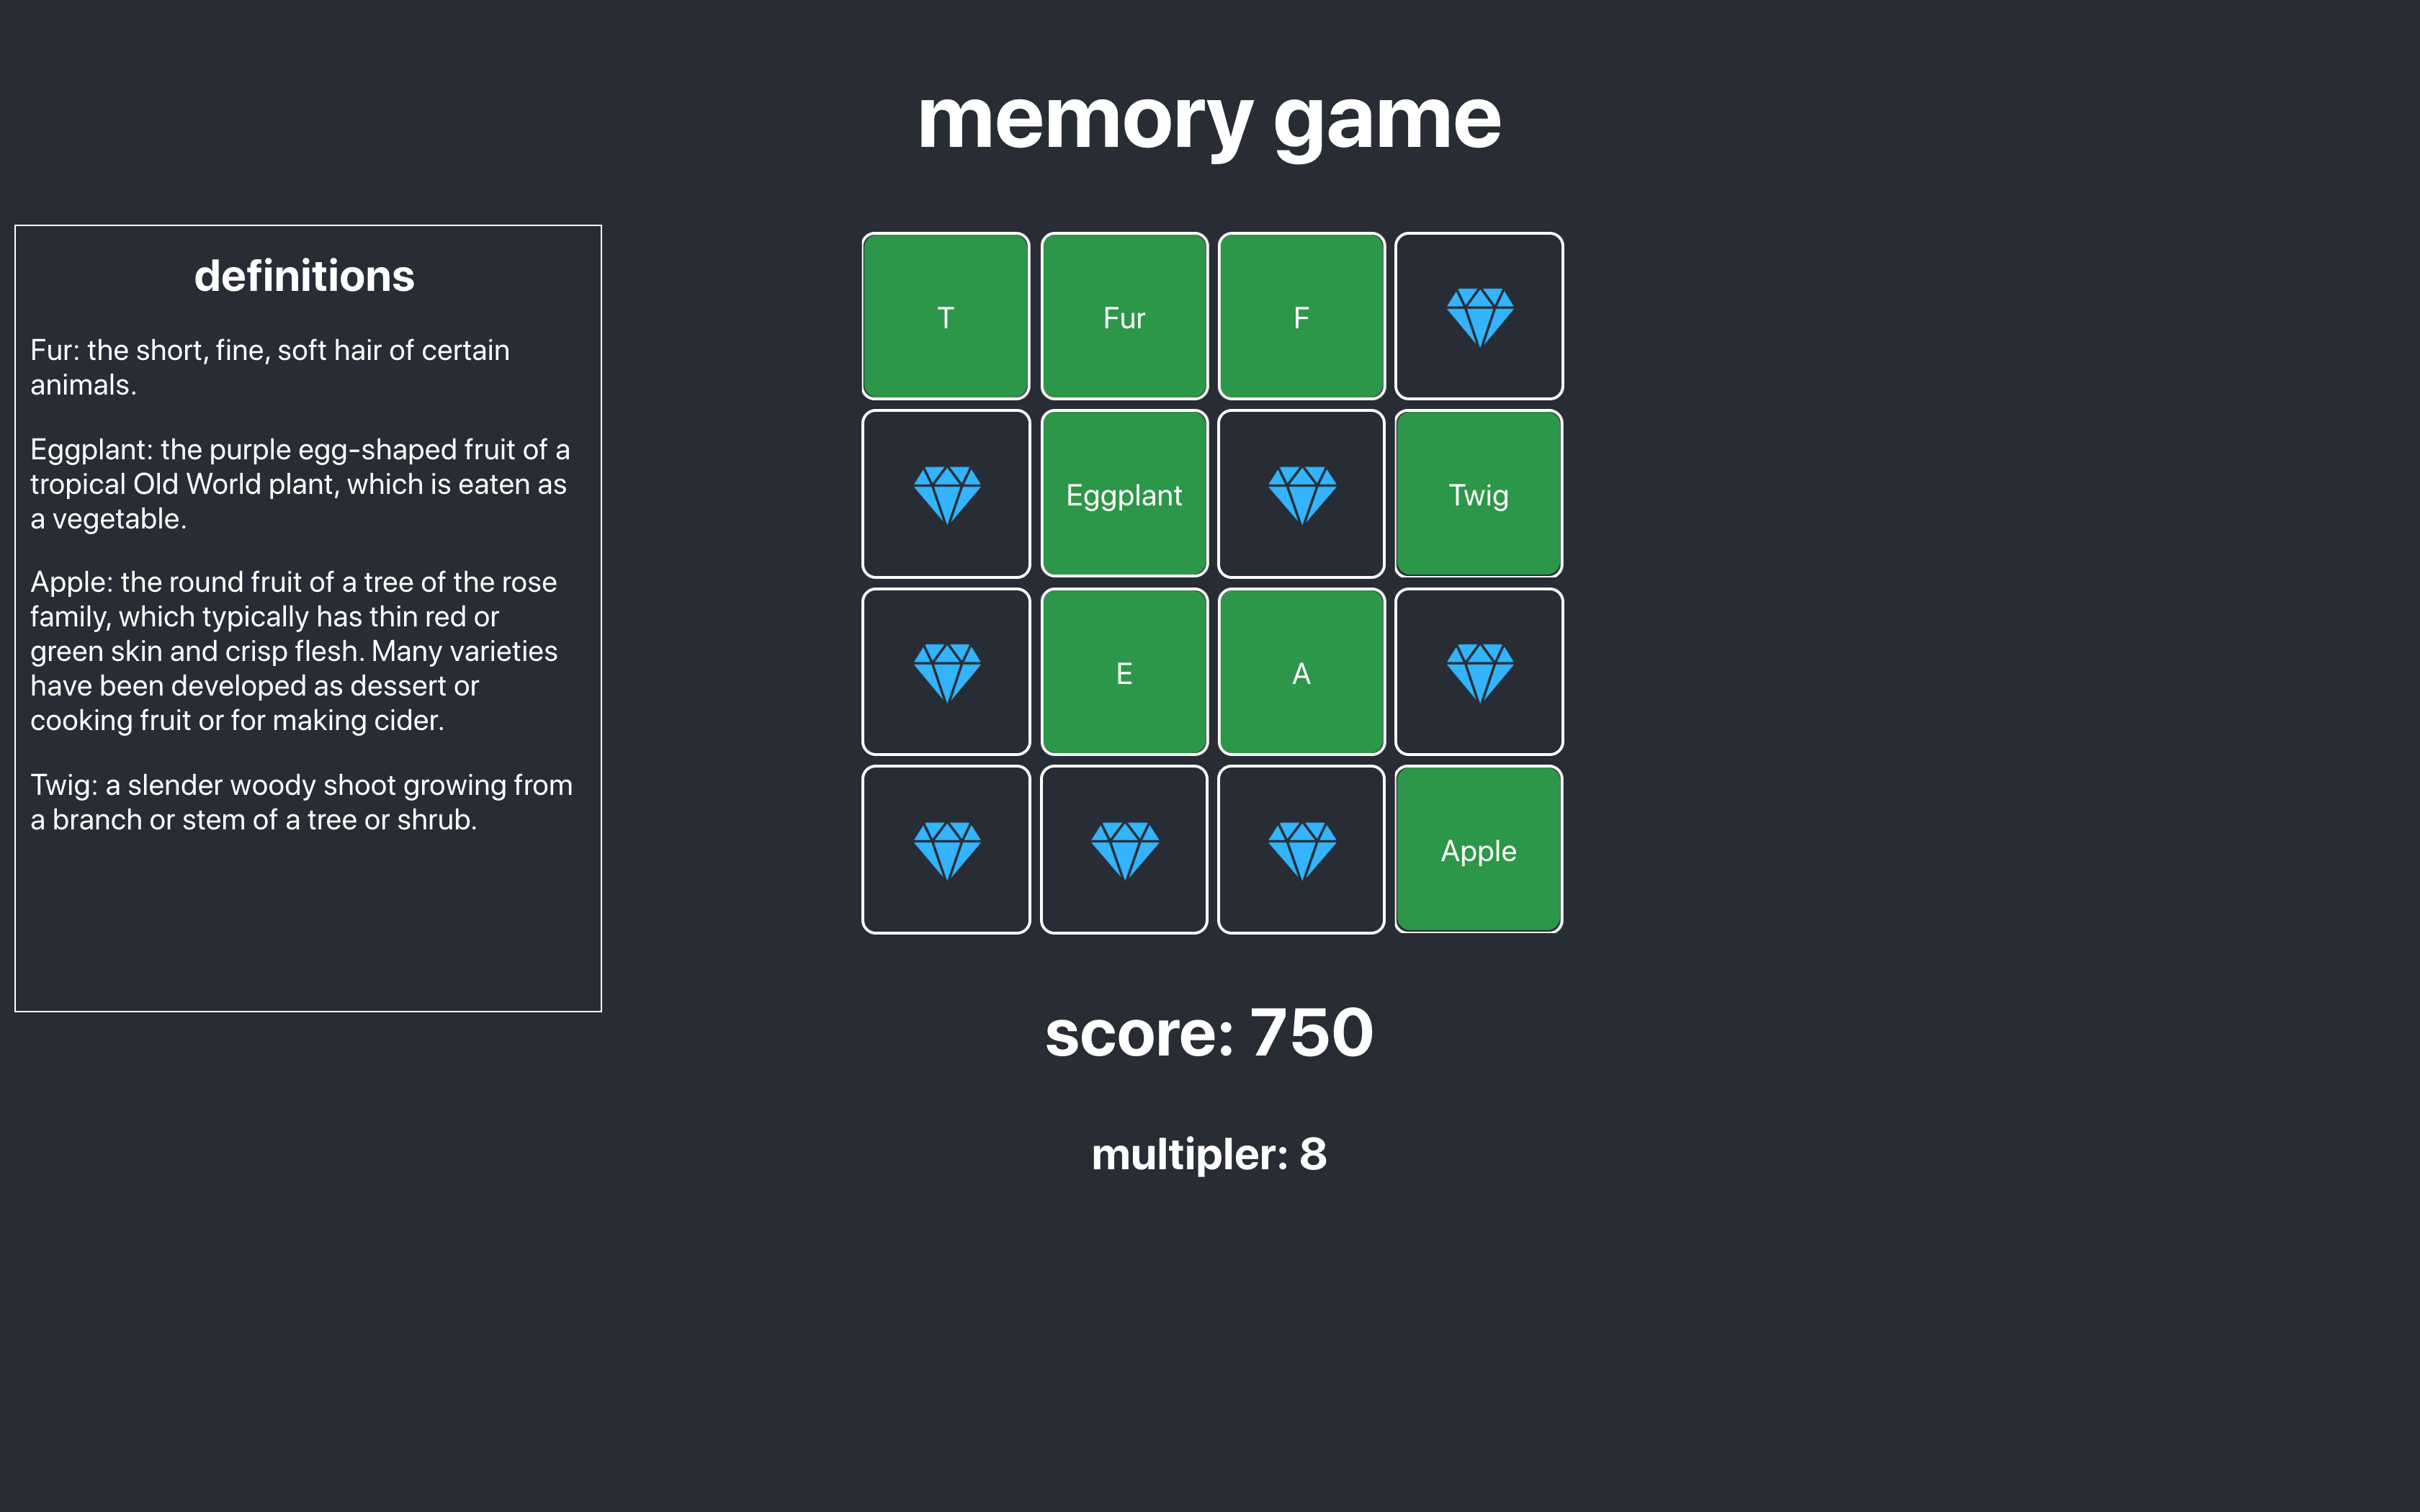 memory game
definitions
Fur: the short, fine, soft hair of certain
animals.
Eggplant: the purple egg-shaped fruit of a
tropical Old World plant, which is eaten as
a vegetable.
Apple: the round fruit of a tree of the rose
family, which typically has thin red or
green skin and crisp flesh. Many varieties
have been developed as dessert or
cooking fruit or for making cider.
Twig: a slender woody shoot growing from
a branch or stem of a tree or shrub.
T Fur F
Eggplant Twig
E A
Apple
score: 750
multipler: 8